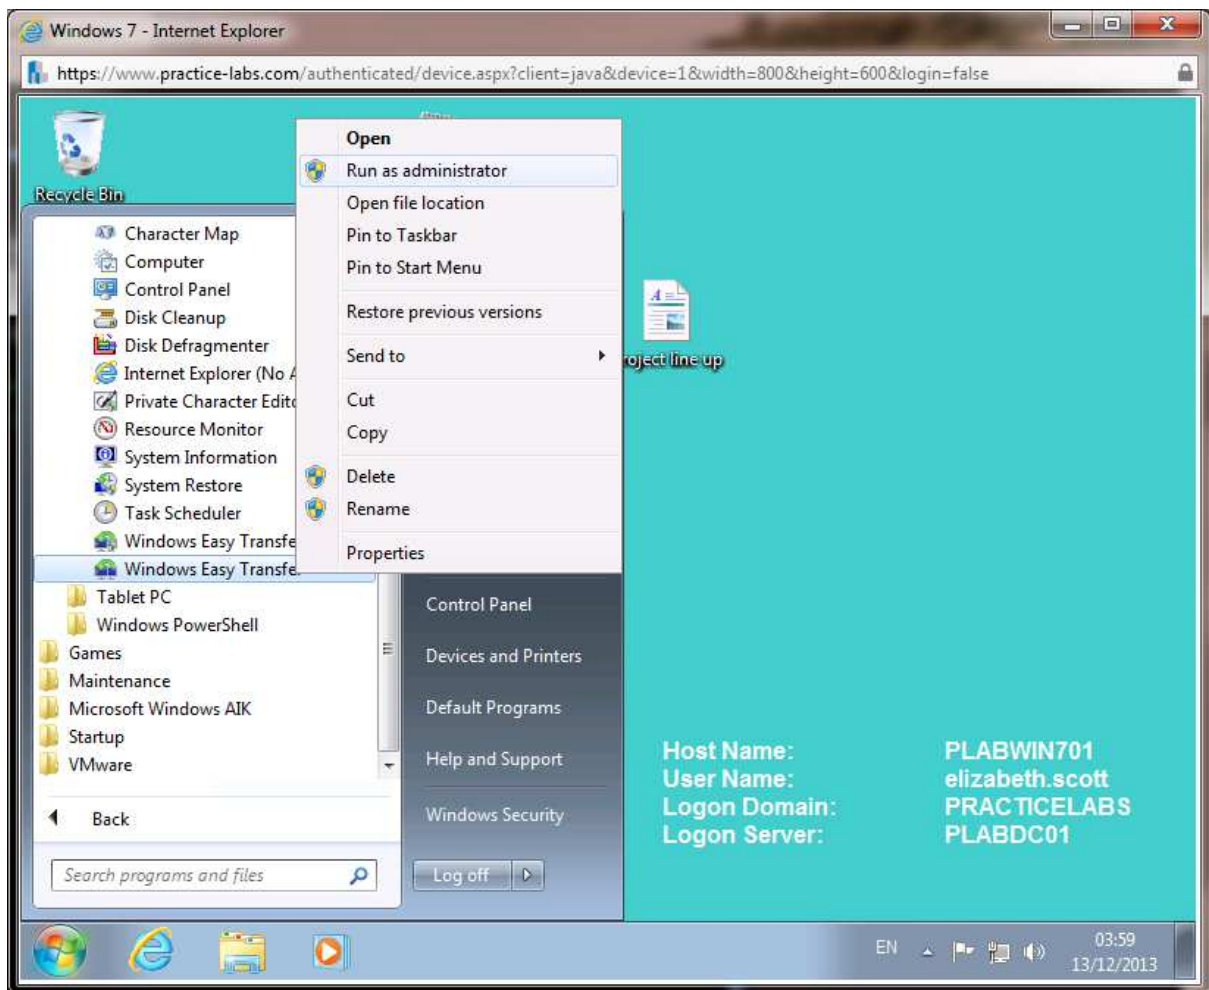 Windows 7 - Internet Explorer
https://www.practice-labs.com/authenticated/device.aspx?client=java&device=1&width=800&height=600&login=false
Recycle Bin
Open
Run as administrator
Open file location
Pin to Taskbar
Pin to Start Menu
Restore previous versions
Send to
Cut
Copy
Delete
Rename
Properties
Character Map
Computer
Control Panel
Disk Cleanup
Disk Defragmenter
Internet Explorer (No
Private Character
Resource Monitor
System Information
System Restore
Task Scheduler
Windows Easy
Windows Easy
Tablet PC
Windows PowerShell
Games
Maintenance
Microsoft Windows AIK
Startup
VMware
Back
Search programs and files
Control Panel
Devices and Printers
Default Programs
Help and Support
Windows Security
Log off
line up
Host Name: PLABWIN701
User Name: elizabeth.scott
Logon Domain: PRACTICELABS
Logon Server: PLABDC01
EN
03:59
13/12/2013